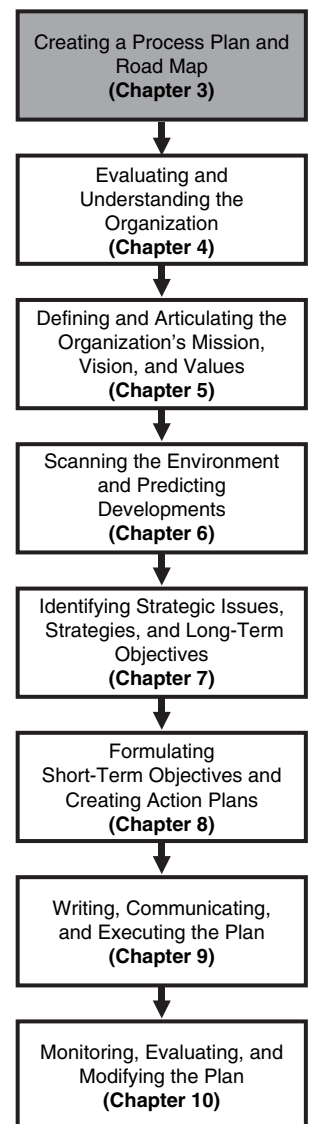 Creating a Process Plan and
Road Map
(Chapter 3)
Evaluating and
Understanding the
Organization
(Chapter 4)
Defining and Articulating the
Organization's Mission,
Vision, and Values
(Chapter 5)
Scanning the Environment
and Predicting
Developments
(Chapter 6)
Identifying Strategic Issues,
Strategies, and Long-Term
Objectives
(Chapter 7)
Formulating
Short-Term Objectives and
Creating Action Plans
(Chapter 8)
Writing, Communicating,
and Executing the Plan
(Chapter 9)
Monitoring, Evaluating, and
Modifying the Plan
(Chapter 10)